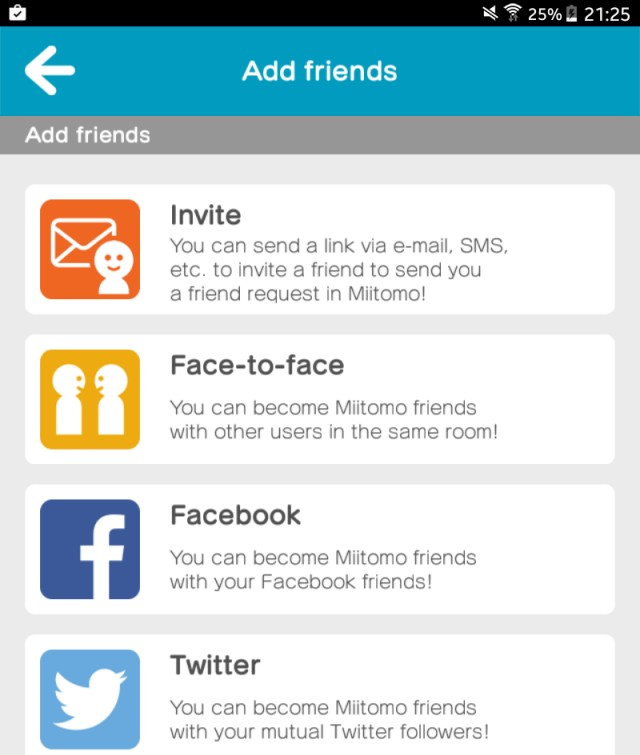 25% 21:25
Add friends
Add friends
Invite
You can send a link via e-mail, SMS,
etc. to invite a friend to send you
a friend request in Miitomo!
Face-to-face
You can become Miitomo friends
with other users in the same room!
Facebook
You can become Miitomo friends
with your Facebook friends!
Twitter
You can become Miitomo friends
with your mutual Twitter followers!